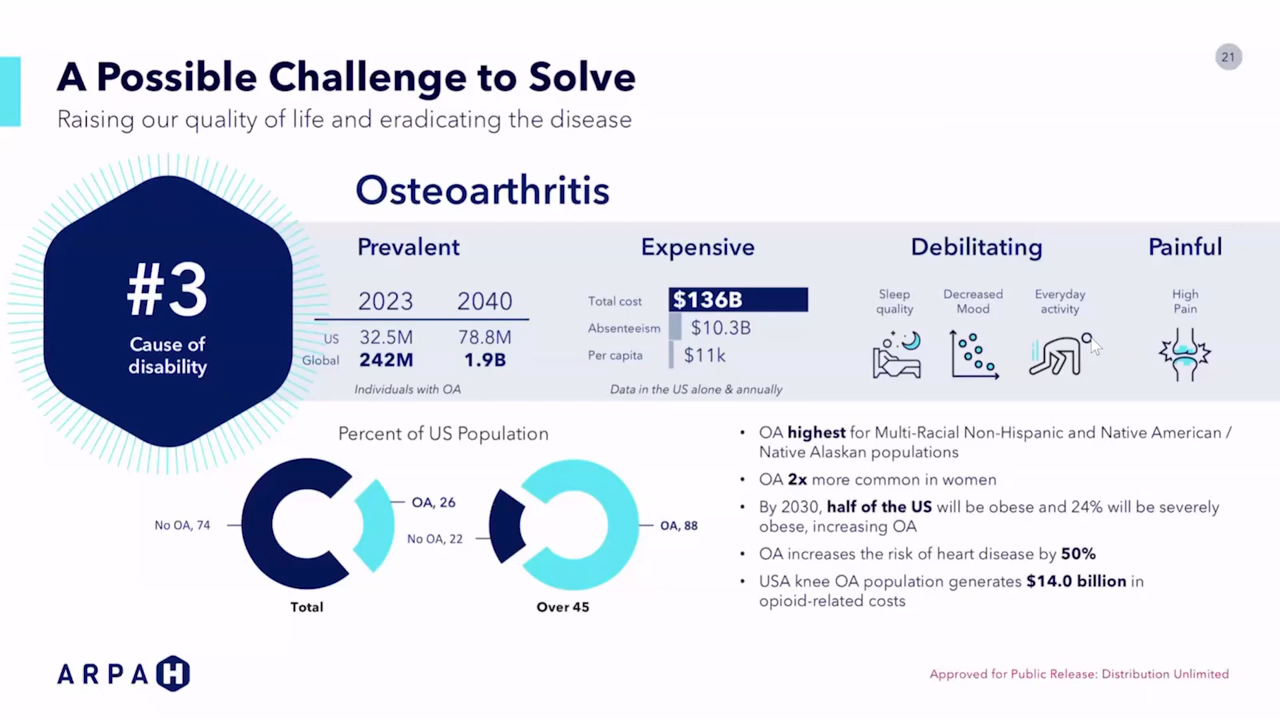 21
A Possible Challenge to Solve
Raising our quality of life and eradicating the disease
#3
Cause of
disability
Osteoarthritis
Prevalent
2023 2040
US 32.5M 78.8M
Global 242M 1.9B
Individuals with OA
Expensive
Total cost $136B
Absenteeism $10.3B
Per capita $11k
Data in the US alone & annually
Debilitating
Sleep
quality
Decreased
Mood
Everyday
activity
Painful
High
Pain
Percent of US Population
No OA, 74
OA, 26
Total
No OA, 22
OA, 88
Over 45
• OA highest for Multi-Racial Non-Hispanic and Native American /
Native Alaskan populations
• OA 2x more common in women
• By 2030, half of the US will be obese and 24% will be severely
obese, increasing OA
• OA increases the risk of heart disease by 50%
• USA knee OA population generates $14.0 billion in
opioid-related costs
ARPA H
Approved for Public Release: Distribution Unlimited